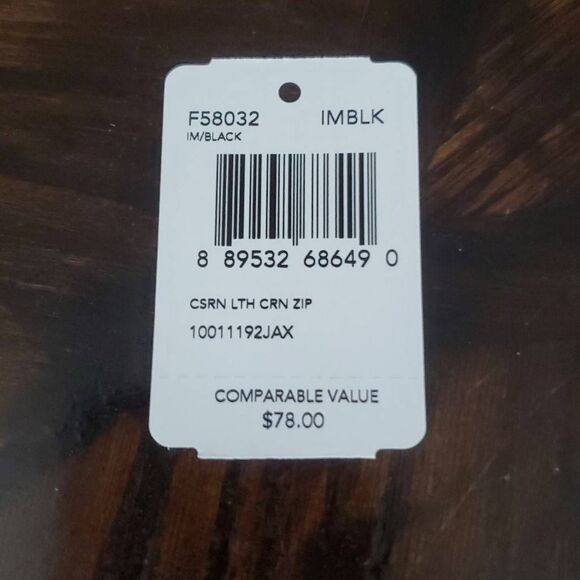 F58032 IMBLK
IM/BLACK
8 89532 68649 0
CSRN LTH CRN ZIP
10011192JAX
COMPARABLE VALUE
$78.00